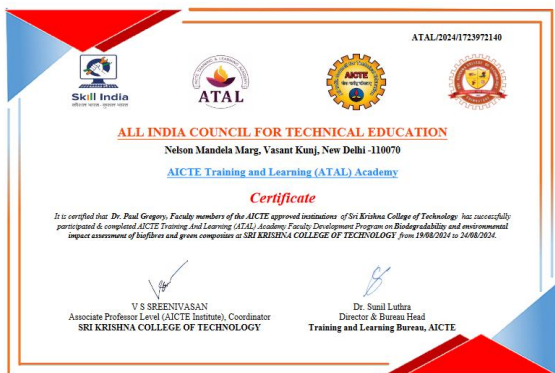 ATAL/2024/1723972140
Skill India
कौशल भारत - कुशल भारत
ATAL
AICTE
ALL INDIA COUNCIL FOR TECHNICAL EDUCATION
Nelson Mandela Marg, Vasant Kunj, New Delhi -110070
AICTE Training and Learning (ATAL) Academy
Certificate
It is certified that Dr. Paul Gregory, Faculty members of the AICTE approved institutions of Sri Krishna College of Technology has successfully
participated & completed AICTE Training And Learning (ATAL) Academy Faculty Development Program on Biodegradability and environmental
impact assessment of biofibres and green composites at SRI KRISHNA COLLEGE OF TECHNOLOGY from 19/08/2024 to 24/08/2024.
V S SREENIVASAN
Associate Professor Level (AICTE Institute), Coordinator
SRI KRISHNA COLLEGE OF TECHNOLOGY
Dr. Sunil Luthra
Director & Bureau Head
Training and Learning Bureau, AICTE